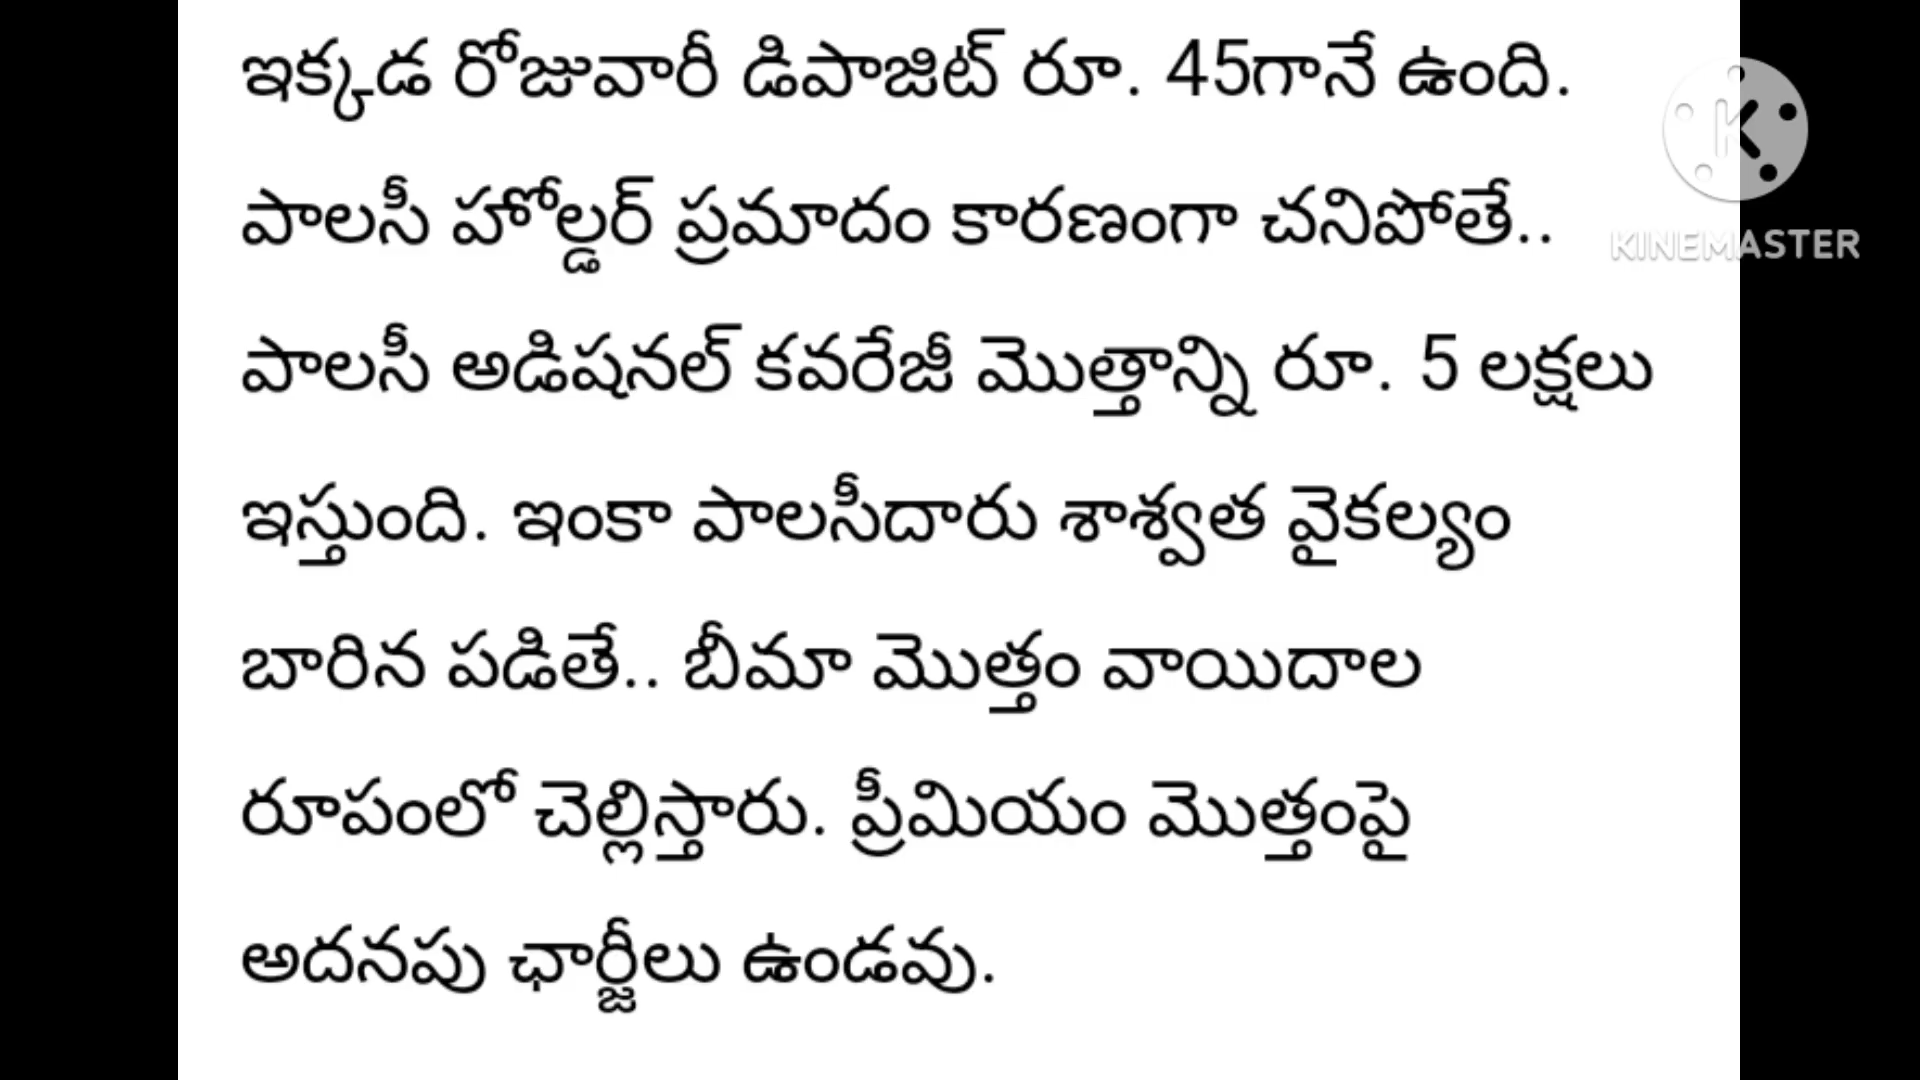 ఇక్కడ రోజువారీ డిపాజిట్ రూ. 45గానే ఉంది.
పాలసీ హోల్డర్ ప్రమాదం కారణంగా చనిపోతే..
పాలసీ అడిషనల్ కవరేజీ మొత్తాన్ని రూ. 5 లక్షలు
ఇస్తుంది. ఇంకా పాలసీదారు శాశ్వత వైకల్యం
బారిన పడితే.. బీమా మొత్తం వాయిదాల
రూపంలో చెల్లిస్తారు. ప్రీమియం మొత్తంపై
అదనపు ఛార్జీలు ఉండవు.
K
KINEMASTER